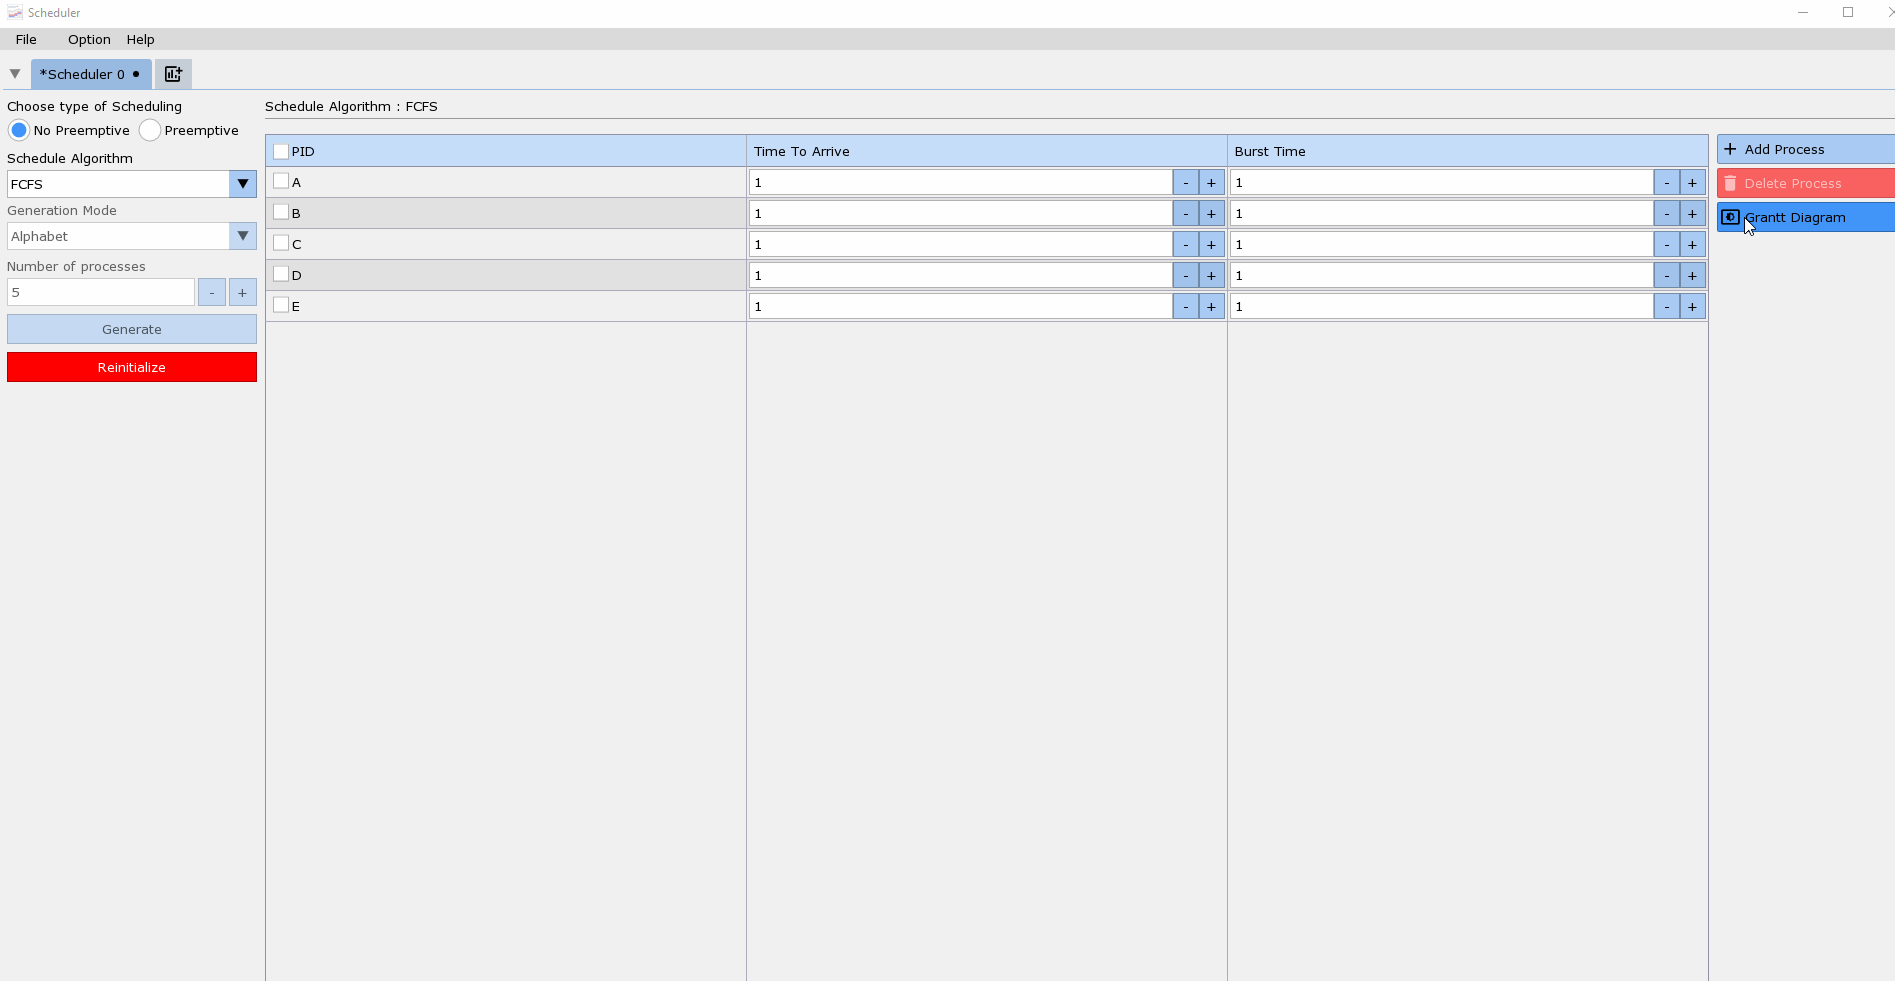 Scheduler
File Option Help
*Scheduler 0 ●
Choose type of Scheduling
No Preemptive Preemptive
Schedule Algorithm
FCFS
Generation Mode
Alphabet
Number of processes
5 - +
Generate
Reinitialize
Schedule Algorithm : FCFS
PID Time To Arrive Burst Time
A 1 - + 1 - +
B 1 - + 1 - +
C 1 - + 1 - +
D 1 - + 1 - +
E 1 - + 1 - +
+ Add Process
Delete Process
Grantt Diagram